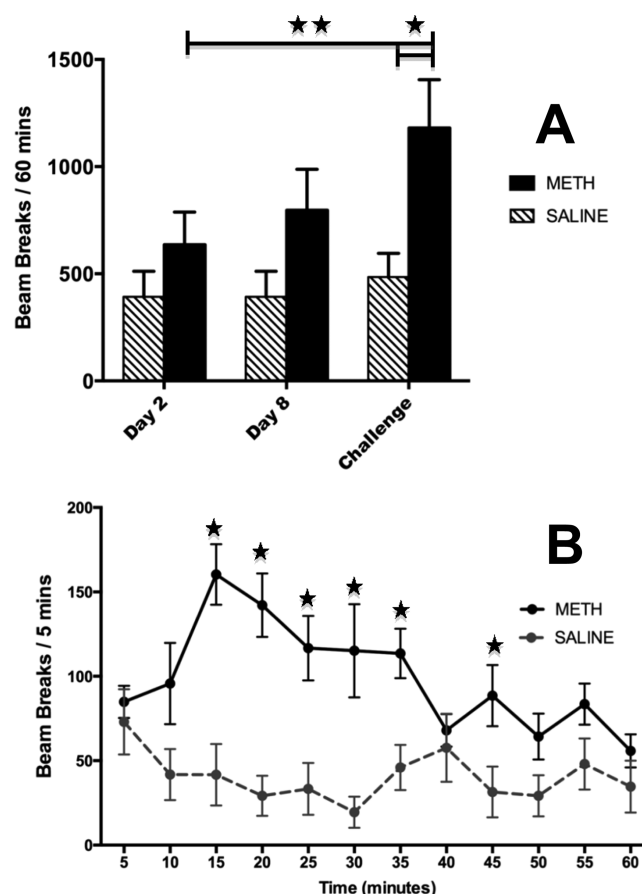 ★★ ★
A
Beam Breaks / 60 mins
1500
1000
500
0
METH
SALINE
Day 2
Day 8
Challenge
B
Beam Breaks / 5 mins
200
150
100
50
0
METH
SALINE
5 10 15 20 25 30 35 40 45 50 55 60
Time (minutes)